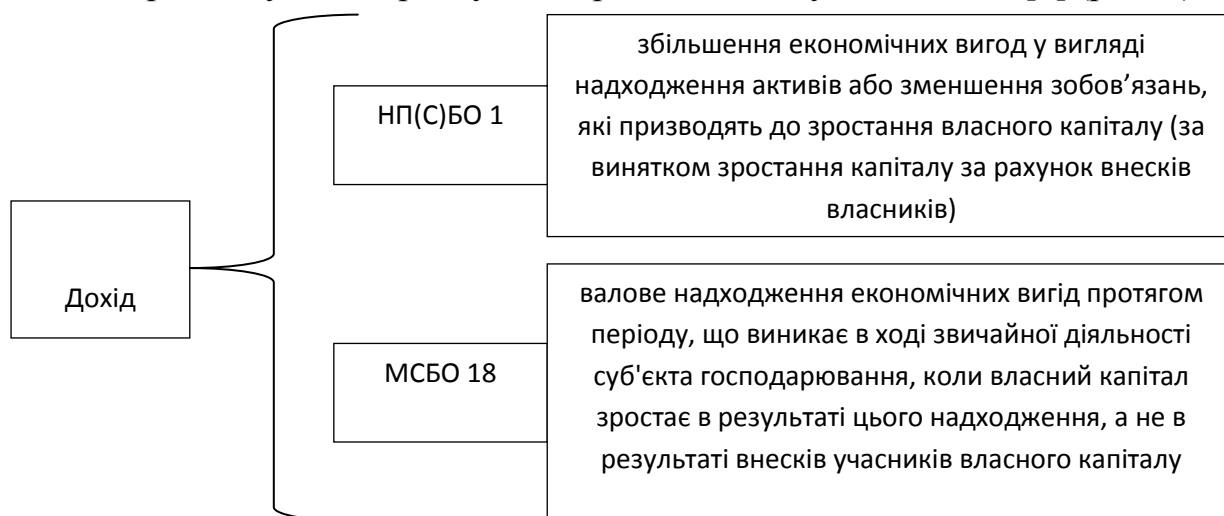 Дохід
НП(С)БО 1
збільшення економічних вигод у вигляді
надходження активів або зменшення зобов’язань,
які призводять до зростання власного капіталу (за
винятком зростання капіталу за рахунок внесків
власників)
МСБО 18
валове надходження економічних вигід протягом
періоду, що виникає в ході звичайної діяльності
суб'єкта господарювання, коли власний капітал
зростає в результаті цього надходження, а не в
результаті внесків учасників власного капіталу